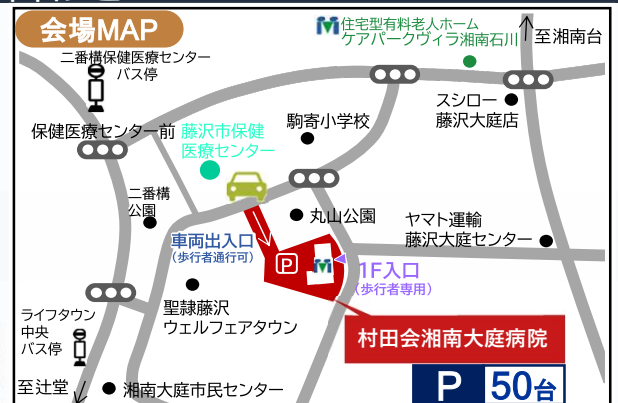 会場MAP
住宅型有料老人ホーム
ケアパークヴィラ湘南石川
至湘南台
二番構保健医療センター
バス停
スシロー
藤沢大庭店
保健医療センター前
藤沢市保健
医療センター
駒寄小学校
二番構
公園
丸山公園
ヤマト運輸
藤沢大庭センター
車両出入口
(歩行者通行可)
P
1F入口
(歩行者専用)
聖隷藤沢
ウェルフェアタウン
ライフタウン
中央
バス停
村田会湘南大庭病院
至辻堂
湘南大庭市民センター
P 50台